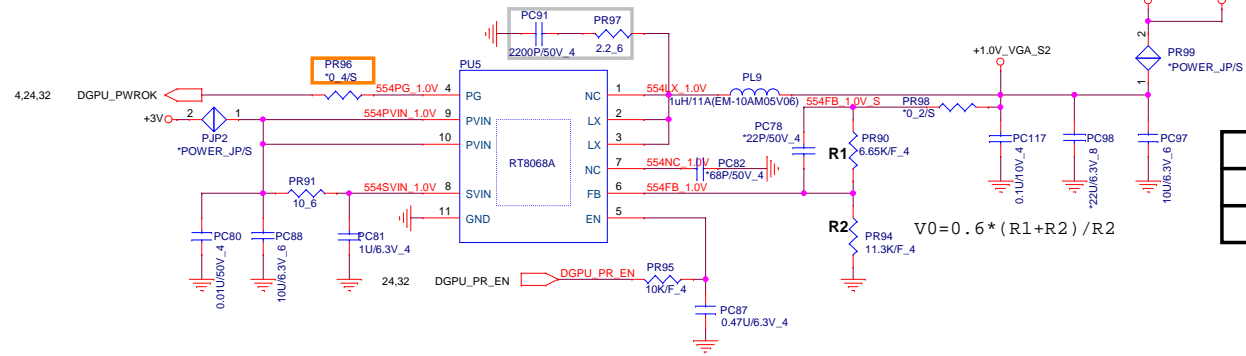 PC91
PR97
2200P/50V_4
2.2_6
+1.0V_VGA_S2
2
PR99
*POWER_JP/S
1
PR96
*0_4/S
PU5
4,24,32
DGPU_PWROK
554PG_1.0V
4
PG
NC
1
554LX_1.0V
PL9
1uH/11A(EM-10AM05V06)
554FB_1.0V_S
PR98
*0_2/S
+3V
2
1
PJP2
*POWER_JP/S
554PVIN_1.0V
9
PVIN
LX
2
10
PVIN
LX
3
RT8068A
PC78
*22P/50V_4
R1
PR90
6.65K/F_4
PC117
0.1U/10V_4
PC98
*22U/6.3V_8
PC97
10U/6.3V_6
NC
7
554NC_1.0V
PC82
*68P/50V_4
PR91
10_6
554SVIN_1.0V
8
SVIN
FB
6
554FB_1.0V
11
GND
EN
5
R2
PR94
11.3K/F_4
V0=0.6*(R1+R2)/R2
PC80
0.01U/50V_4
PC88
10U/6.3V_6
PC81
1U/6.3V_4
24,32
DGPU_PR_EN
DGPU_PR_EN
PR95
10K/F_4
PC87
0.47U/6.3V_4